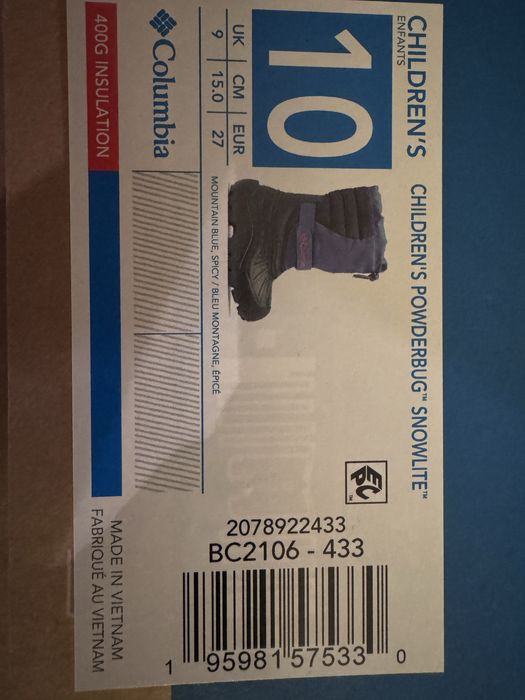 CHILDREN'S
ENFANTS
CHILDREN'S POWDERBUG™ SNOWLITE™
10
UK CM EUR
9 15.0 27
MOUNTAIN BLUE, SPICY / BLEU MONTAGNE, ÉPICÉ
Columbia
400G INSULATION
EPC™
2078922433
BC2106 - 433
1 95981 57533 0
MADE IN VIETNAM
FABRIQUÉ AU VIETNAM